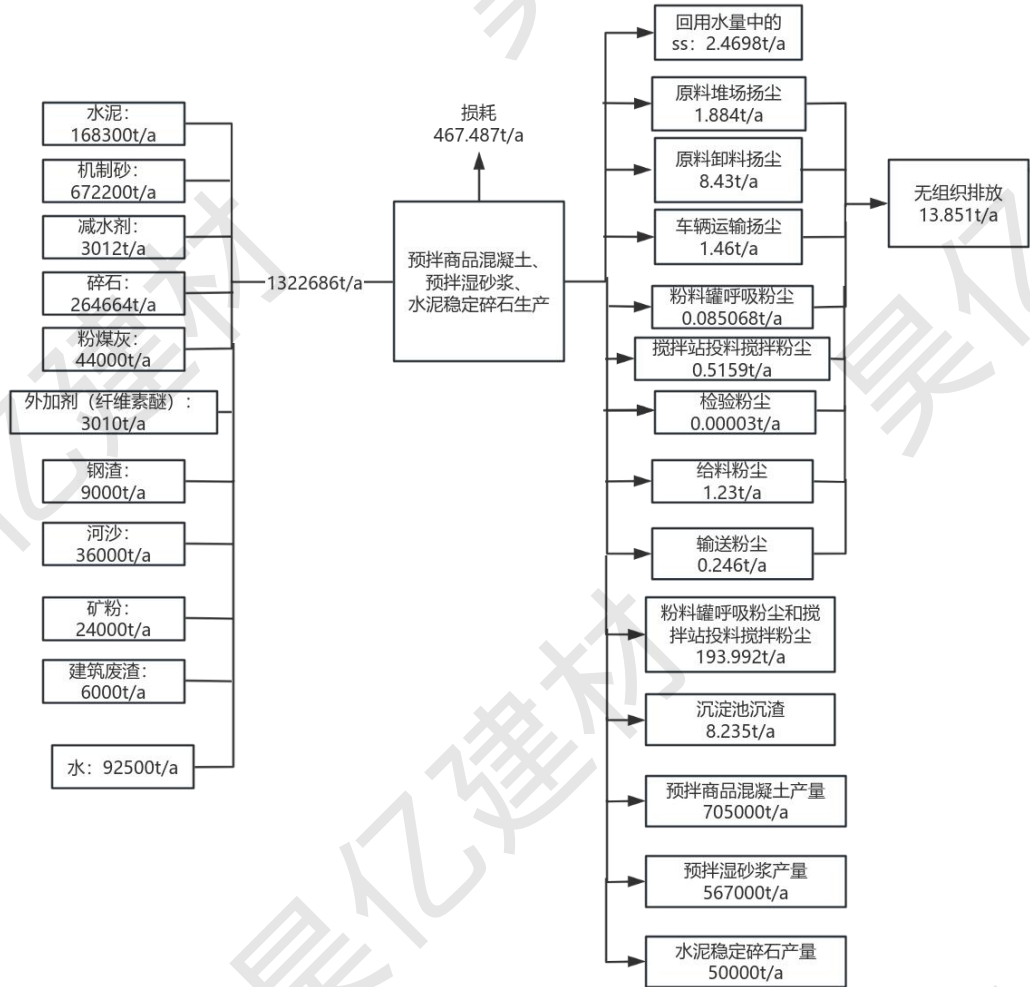 水泥：
168300t/a
机制砂：
672200t/a
减水剂：
3012t/a
碎石：
264664t/a
粉煤灰：
44000t/a
外加剂（纤维素醚）：
3010t/a
钢渣：
9000t/a
河沙：
36000t/a
矿粉：
24000t/a
建筑废渣：
6000t/a
水：92500t/a
1322686t/a
损耗
467.487t/a
预拌商品混凝土、
预拌湿砂浆、
水泥稳定碎石生产
回用水量中的
ss：2.4698t/a
原料堆场扬尘
1.884t/a
原料卸料扬尘
8.43t/a
车辆运输扬尘
1.46t/a
粉料罐呼吸粉尘
0.085068t/a
搅拌站投料搅拌粉尘
0.5159t/a
检验粉尘
0.00003t/a
给料粉尘
1.23t/a
输送粉尘
0.246t/a
粉料罐呼吸粉尘和搅
拌站投料搅拌粉尘
193.992t/a
沉淀池沉渣
8.235t/a
预拌商品混凝土产量
705000t/a
预拌湿砂浆产量
567000t/a
水泥稳定碎石产量
50000t/a
无组织排放
13.851t/a
亿建材
昊亿建材
昊亿